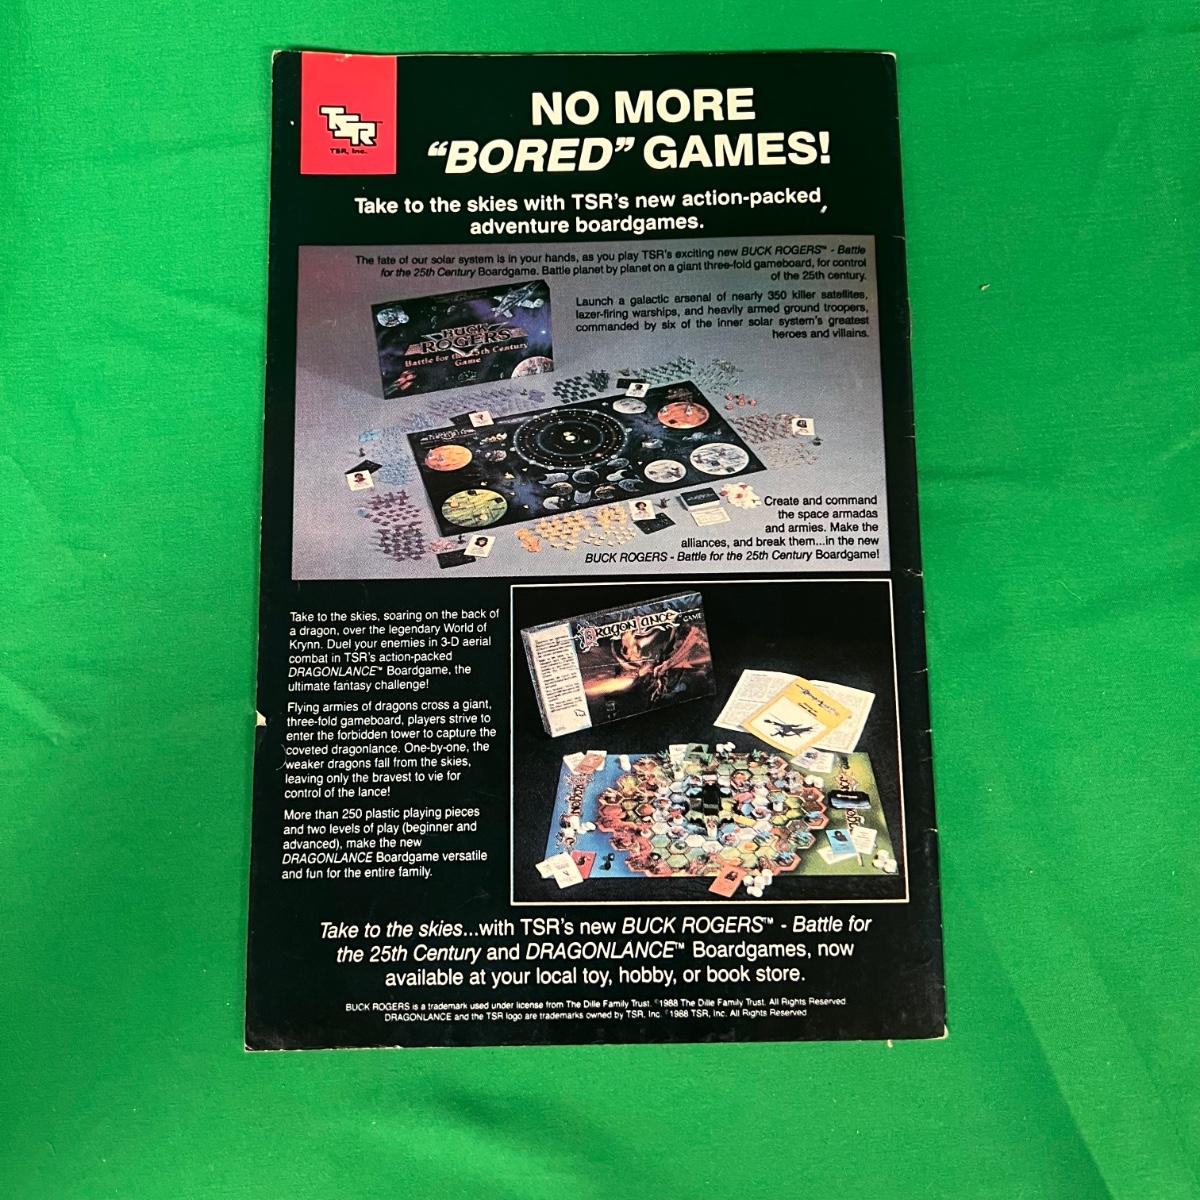 TSR
TSR, Inc.
NO MORE
“BORED” GAMES!
Take to the skies with TSR's new action-packed
adventure boardgames.
The fate of our solar system is in your hands, as you play TSR's exciting new BUCK ROGERS™ - Battle
for the 25th Century Boardgame. Battle planet by planet on a giant three-fold gameboard, for control
of the 25th century.
Launch a galactic arsenal of nearly 350 killer satellites,
lazer-firing warships, and heavily armed ground troopers,
commanded by six of the inner solar system's greatest
heroes and villains.
BUCK
ROGERS
Battle for the 25th Century
Game
Create and command
the space armadas
and armies. Make the
alliances, and break them...in the new
BUCK ROGERS - Battle for the 25th Century Boardgame!
Take to the skies, soaring on the back of
a dragon, over the legendary World of
Krynn. Duel your enemies in 3-D aerial
combat in TSR's action-packed
DRAGONLANCE™ Boardgame, the
ultimate fantasy challenge!
Flying armies of dragons cross a giant,
three-fold gameboard, players strive to
enter the forbidden tower to capture the
coveted dragonlance. One-by-one, the
weaker dragons fall from the skies,
leaving only the bravest to vie for
control of the lance!
More than 250 plastic playing pieces
and two levels of play (beginner and
advanced), make the new
DRAGONLANCE Boardgame versatile
and fun for the entire family.
DRAGONLANCE GAME
Take to the skies...with TSR's new BUCK ROGERS™ - Battle for
the 25th Century and DRAGONLANCE™ Boardgames, now
available at your local toy, hobby, or book store.
BUCK ROGERS is a trademark used under license from The Dille Family Trust. ©1988 The Dille Family Trust. All Rights Reserved
DRAGONLANCE and the TSR logo are trademarks owned by TSR, Inc. ©1988 TSR, Inc. All Rights Reserved